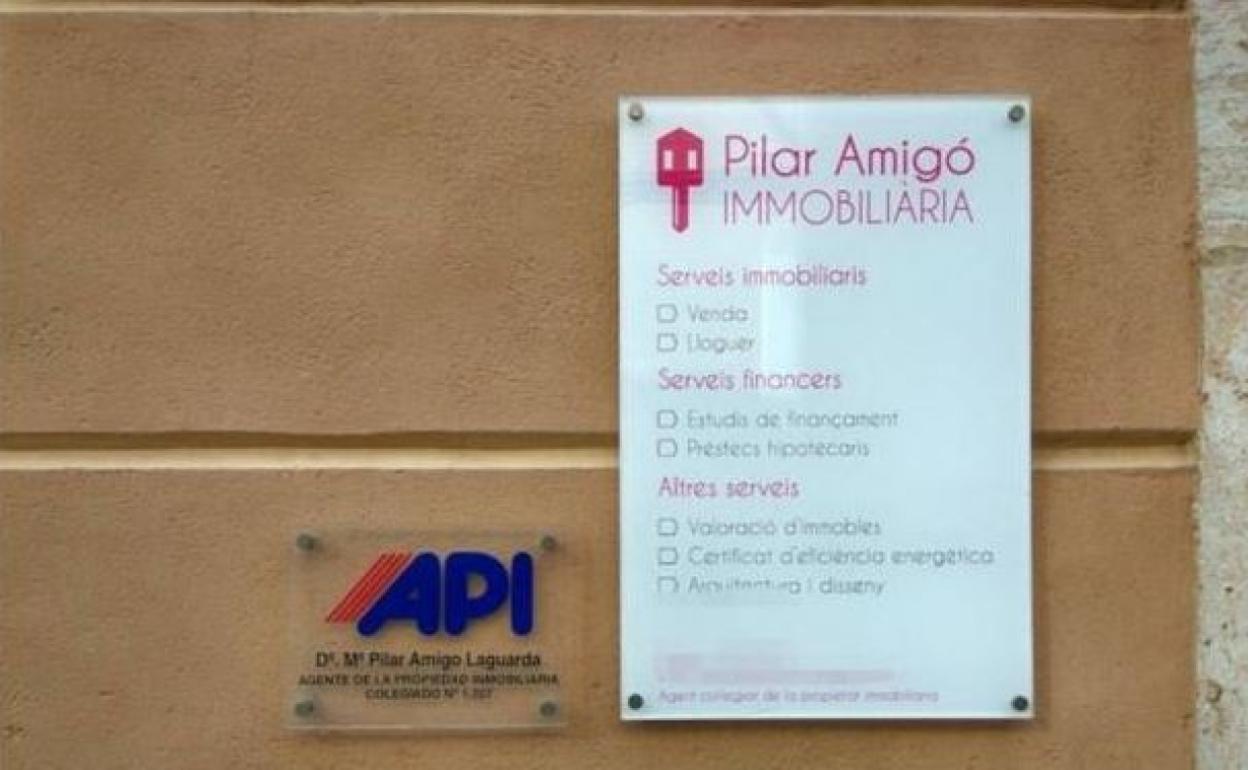 Pilar Amigó
IMMOBILIÀRIA
Serveis immobiliaris
Venda
Lloguer
Serveis financers
Estudis de finançament
Préstecs hipotecaris
Altres serveis
Valoració d'immobles
Certificat d'eficiència energètica
Arquitectura i disseny
Agent col·legiat de la propietat immobiliària
API
Dª. Mª Pilar Amigo Laguarda
AGENTE DE LA PROPIEDAD INMOBILIARIA
COLEGIADO Nº